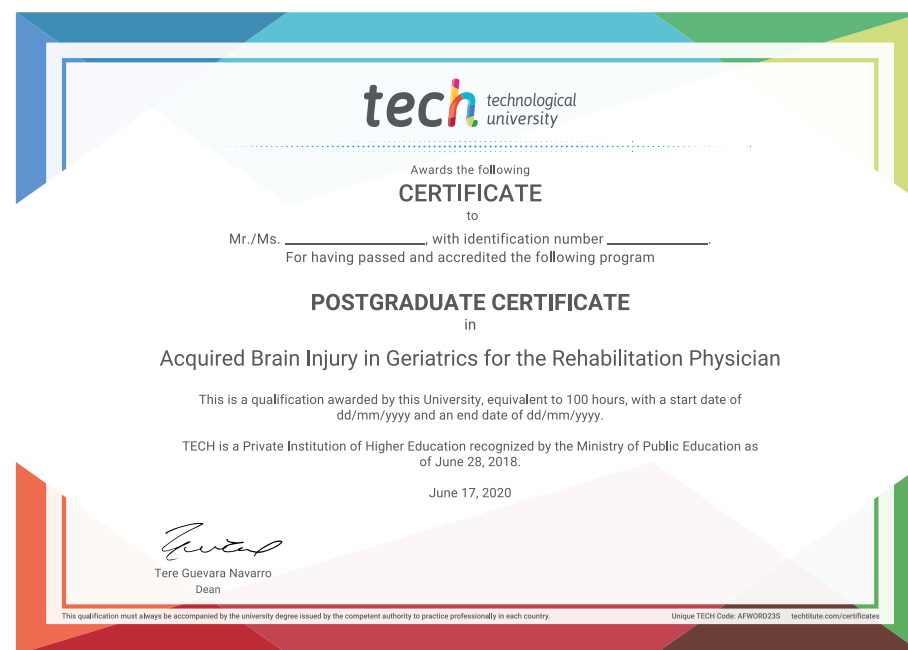 tech technological
university
Awards the following
CERTIFICATE
to
Mr./Ms. ____________, with identification number ____________.
For having passed and accredited the following program
POSTGRADUATE CERTIFICATE
in
Acquired Brain Injury in Geriatrics for the Rehabilitation Physician
This is a qualification awarded by this University, equivalent to 100 hours, with a start date of
dd/mm/yyyy and an end date of dd/mm/yyyy.
TECH is a Private Institution of Higher Education recognized by the Ministry of Public Education as
of June 28, 2018.
June 17, 2020
Tere Guevara Navarro
Dean
This qualification must always be accompanied by the university degree issued by the competent authority to practice professionally in each country. Unique TECH Code: AFWORD23S techtitute.com/certificates